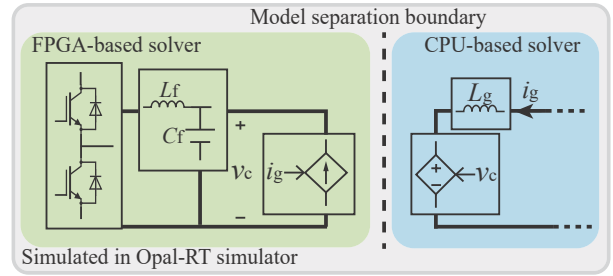 Model separation boundary
FPGA-based solver
CPU-based solver
Lf
Cf
+
vc
−
ig
Lg
ig
+
−
vc
Simulated in Opal-RT simulator